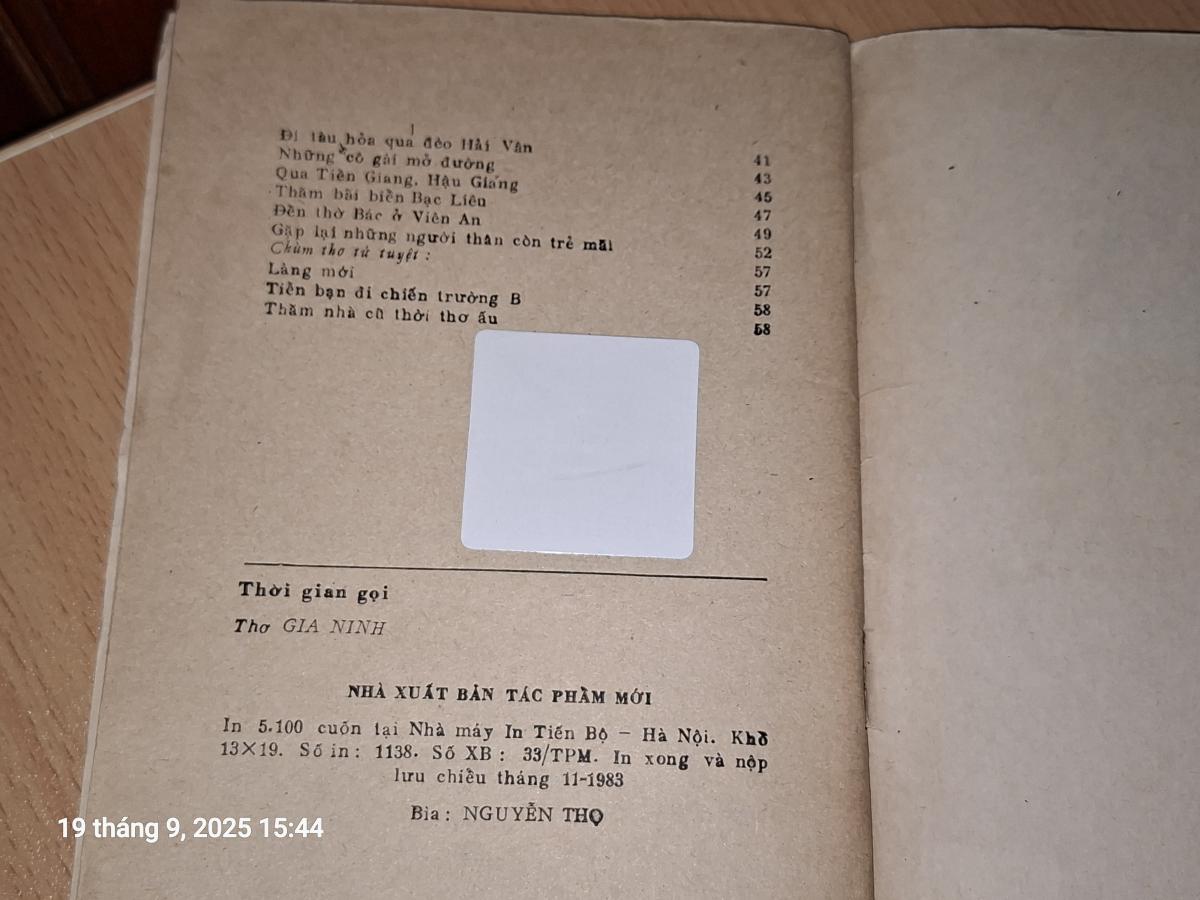 Đi tàu hỏa qua đèo Hải Vân 41
Những cô gái mở đường 43
Qua Tiền Giang, Hậu Giang 45
Thăm bãi biển Bạc Liêu 47
Đền thờ Bác ở Viên An 49
Gặp lại những người thân còn trẻ mãi 52
Chùm thơ tứ tuyệt : 57
Làng mới 57
Tiễn bạn đi chiến trường B 58
Thăm nhà cũ thời thơ ấu 58
Thời gian gọi
Thơ GIA NINH
NHÀ XUẤT BẢN TÁC PHẨM MỚI
In 5.100 cuốn tại Nhà máy In Tiến Bộ – Hà Nội. Khổ
13×19. Số in : 1138. Số XB : 33/TPM. In xong và nộp
lưu chiểu tháng 11-1983
Bìa : NGUYỄN THỌ
19 tháng 9, 2025 15:44